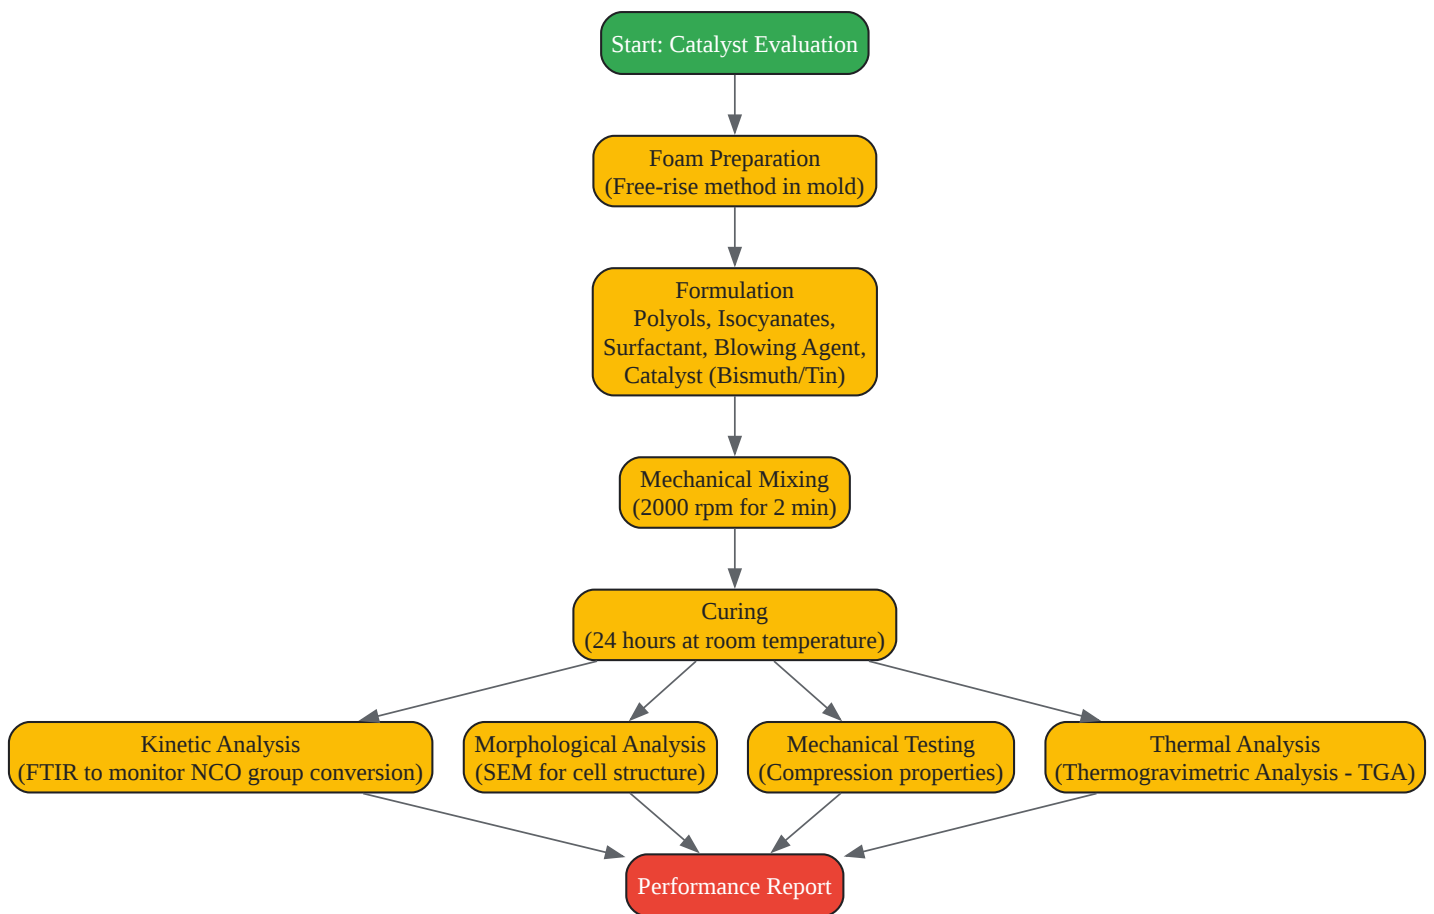 Start: Catalyst Evaluation
Foam Preparation
(Free-rise method in mold)
Formulation
Polyols, Isocyanates,
Surfactant, Blowing Agent,
Catalyst (Bismuth/Tin)
Mechanical Mixing
(2000 rpm for 2 min)
Curing
(24 hours at room temperature)
Kinetic Analysis
(FTIR to monitor NCO group conversion)
Morphological Analysis
(SEM for cell structure)
Mechanical Testing
(Compression properties)
Thermal Analysis
(Thermogravimetric Analysis - TGA)
Performance Report